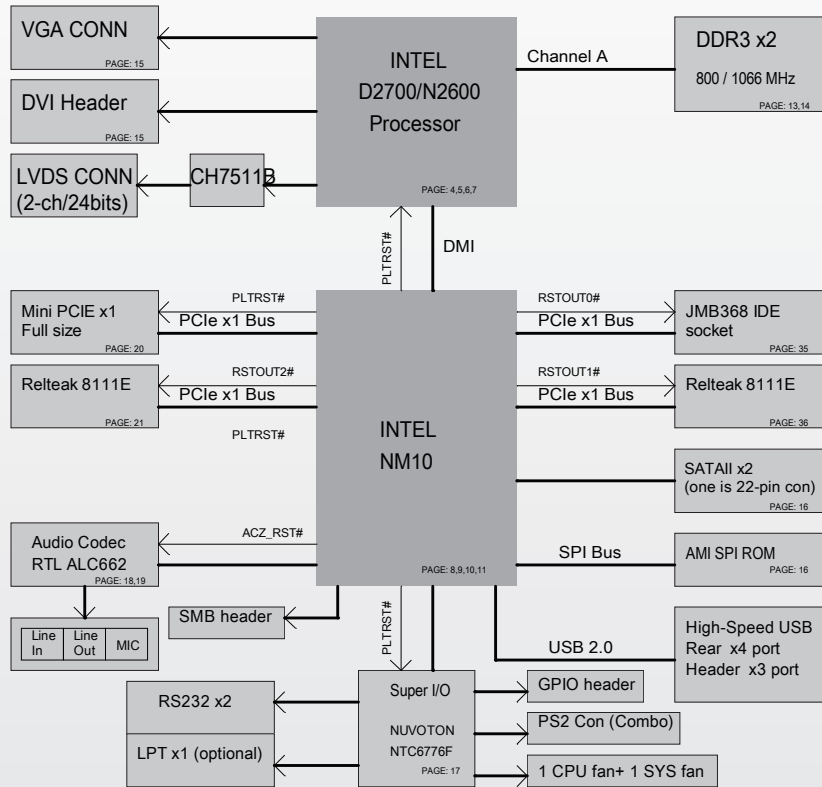 VGA CONN
PAGE: 15
DVI Header
PAGE: 15
LVDS CONN
(2-ch/24bits)
CH7511B
INTEL
D2700/N2600
Processor
PAGE: 4,5,6,7
Channel A
DDR3 x2
800 / 1066 MHz
PAGE: 13,14
PLTRST#
DMI
Mini PCIE x1
Full size
PAGE: 20
PLTRST#
PCIe x1 Bus
Relteak 8111E
PAGE: 21
RSTOUT2#
PCIe x1 Bus
PLTRST#
INTEL
NM10
PAGE: 8,9,10,11
RSTOUT0#
PCIe x1 Bus
JMB368 IDE
socket
PAGE: 35
RSTOUT1#
PCIe x1 Bus
Relteak 8111E
PAGE: 36
SATAII x2
(one is 22-pin con)
PAGE: 16
SPI Bus
AMI SPI ROM
PAGE: 16
Audio Codec
RTL ALC662
PAGE: 18,19
ACZ_RST#
Line
In
Line
Out
MIC
SMB header
PLTRST#
USB 2.0
High-Speed USB
Rear x4 port
Header x3 port
RS232 x2
LPT x1 (optional)
Super I/O
NUVOTON
NTC6776F
PAGE: 17
GPIO header
PS2 Con (Combo)
1 CPU fan+ 1 SYS fan